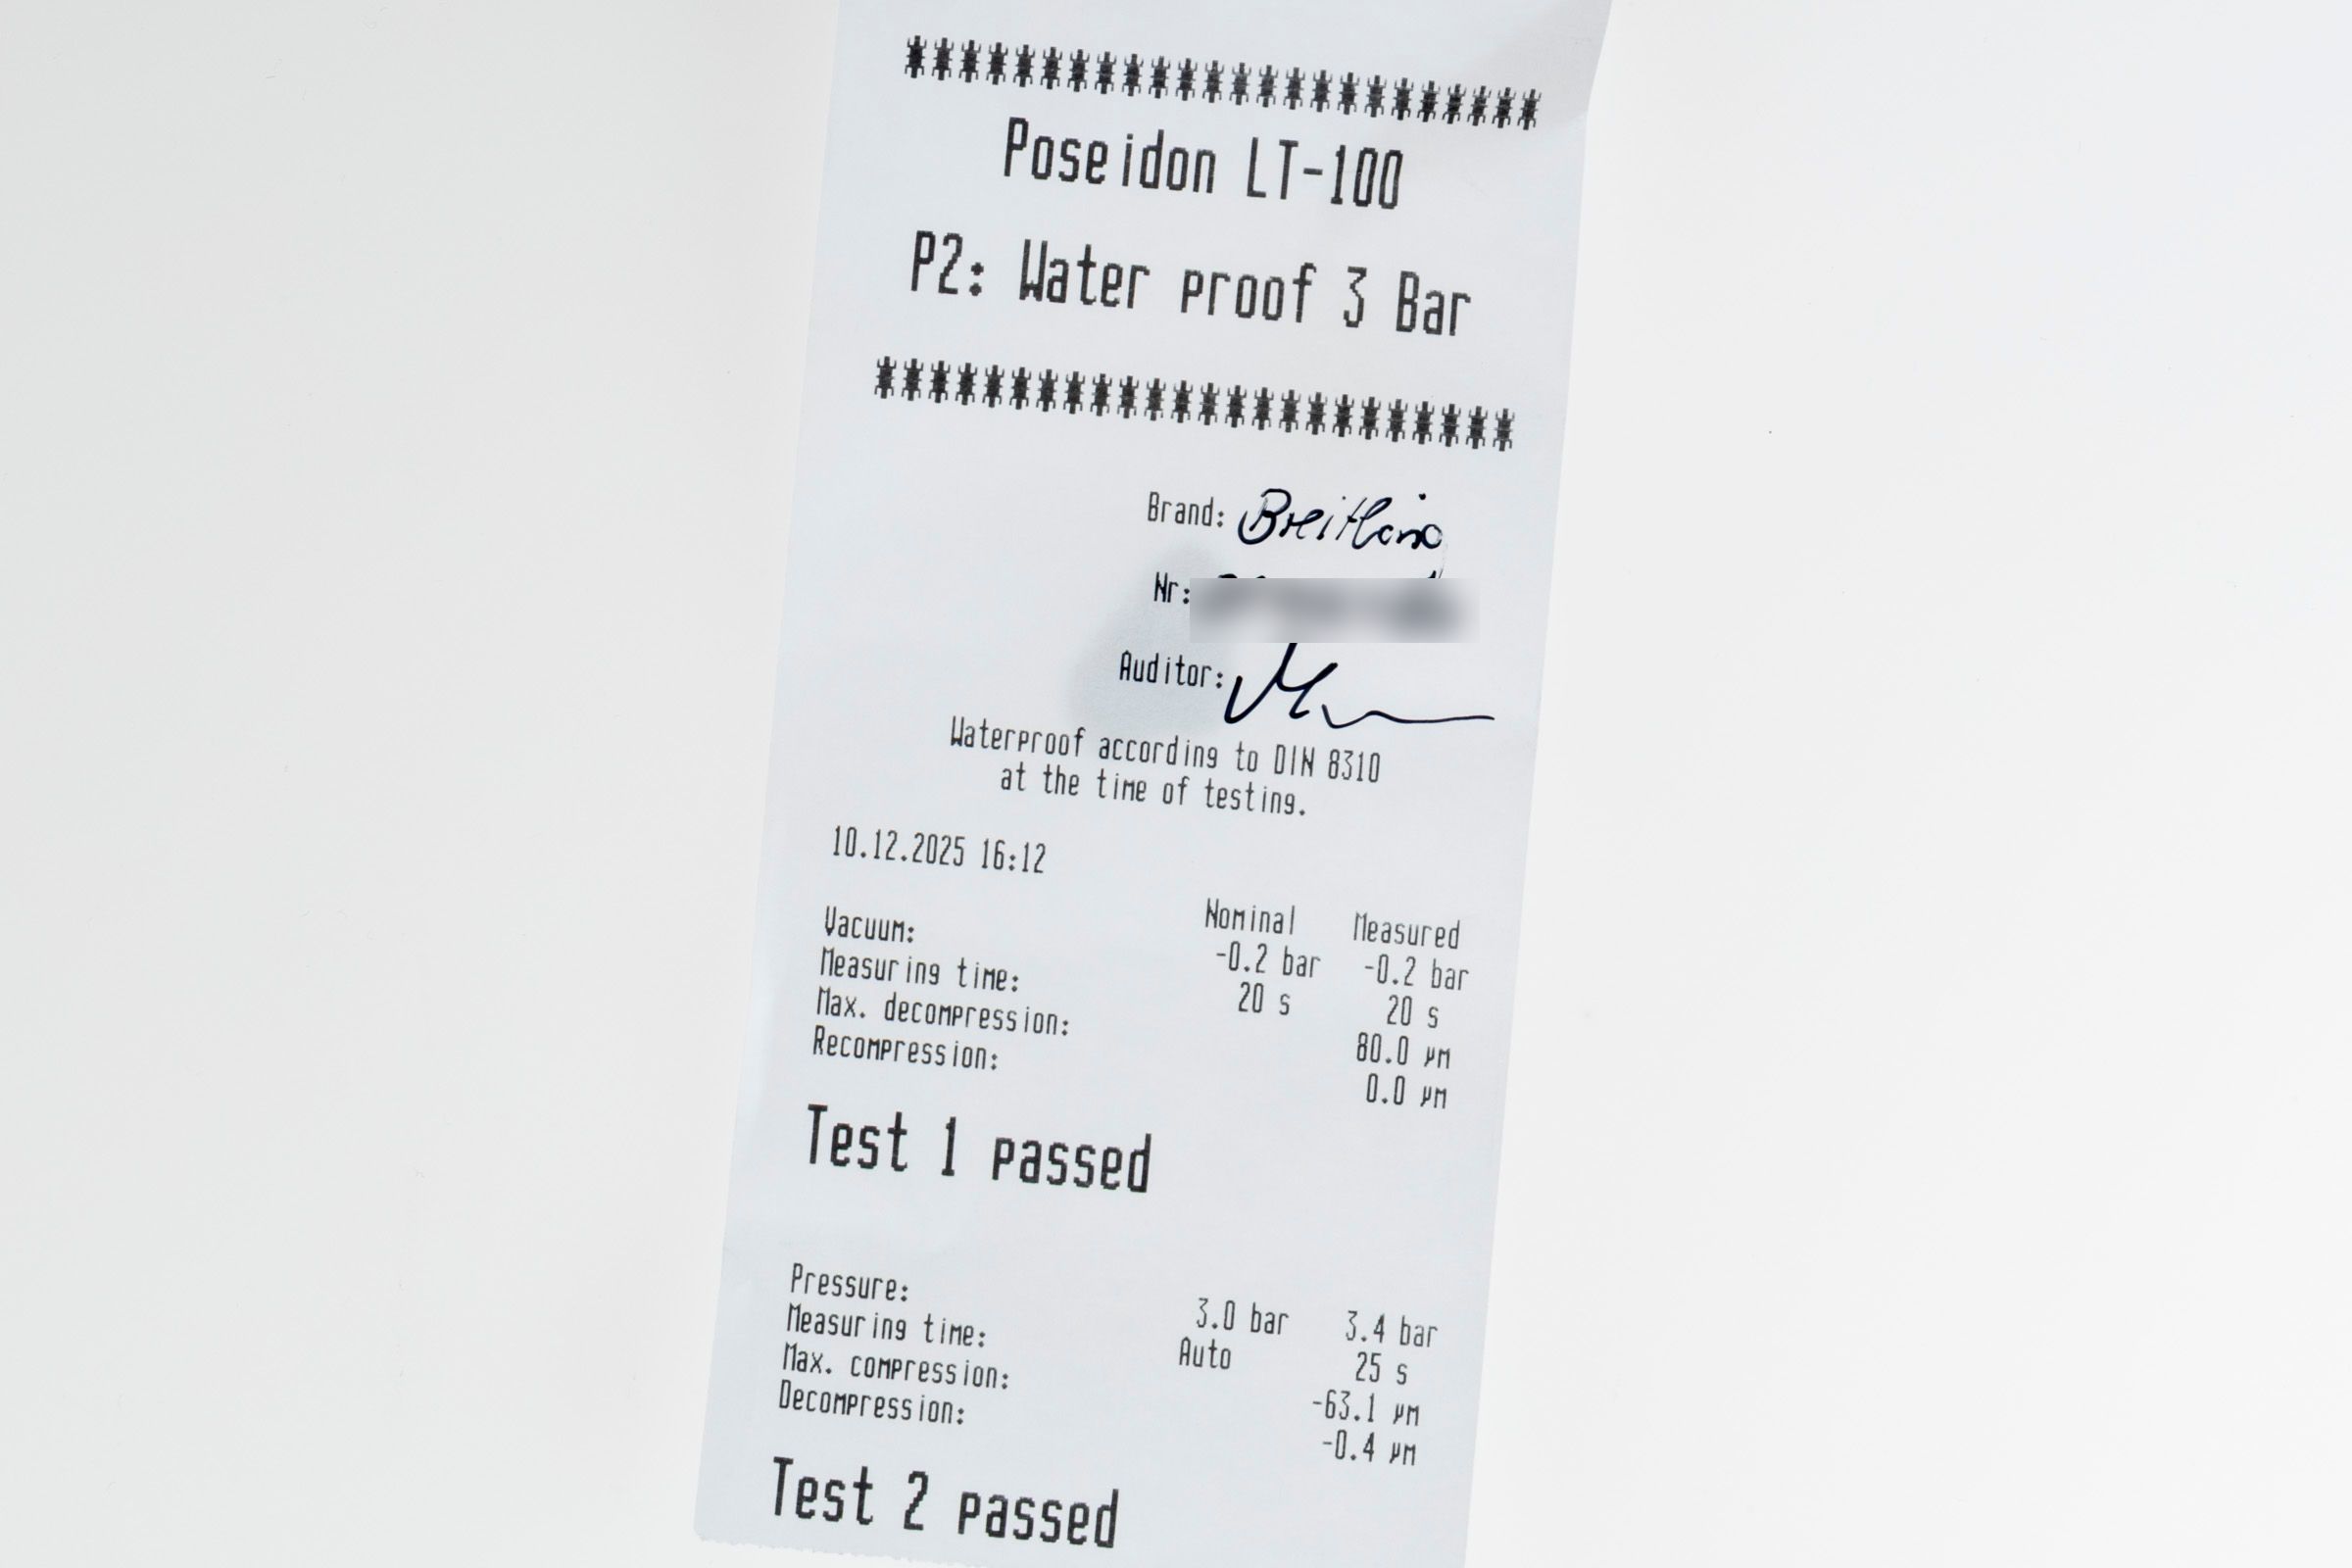 ************************
Poseidon LT-100
P2: Water proof 3 Bar
************************
Brand: Breitling
Nr:
Auditor:
Waterproof according to DIN 8310
at the time of testing.
10.12.2025 16:12
Nominal Measured
Vacuum: -0.2 bar -0.2 bar
Measuring time: 20 s 20 s
Max. decompression: 80.0 µm
Recompression: 0.0 µm
Test 1 passed
Pressure: 3.0 bar 3.4 bar
Measuring time: Auto 25 s
Max. compression: -63.1 µm
Decompression: -0.4 µm
Test 2 passed